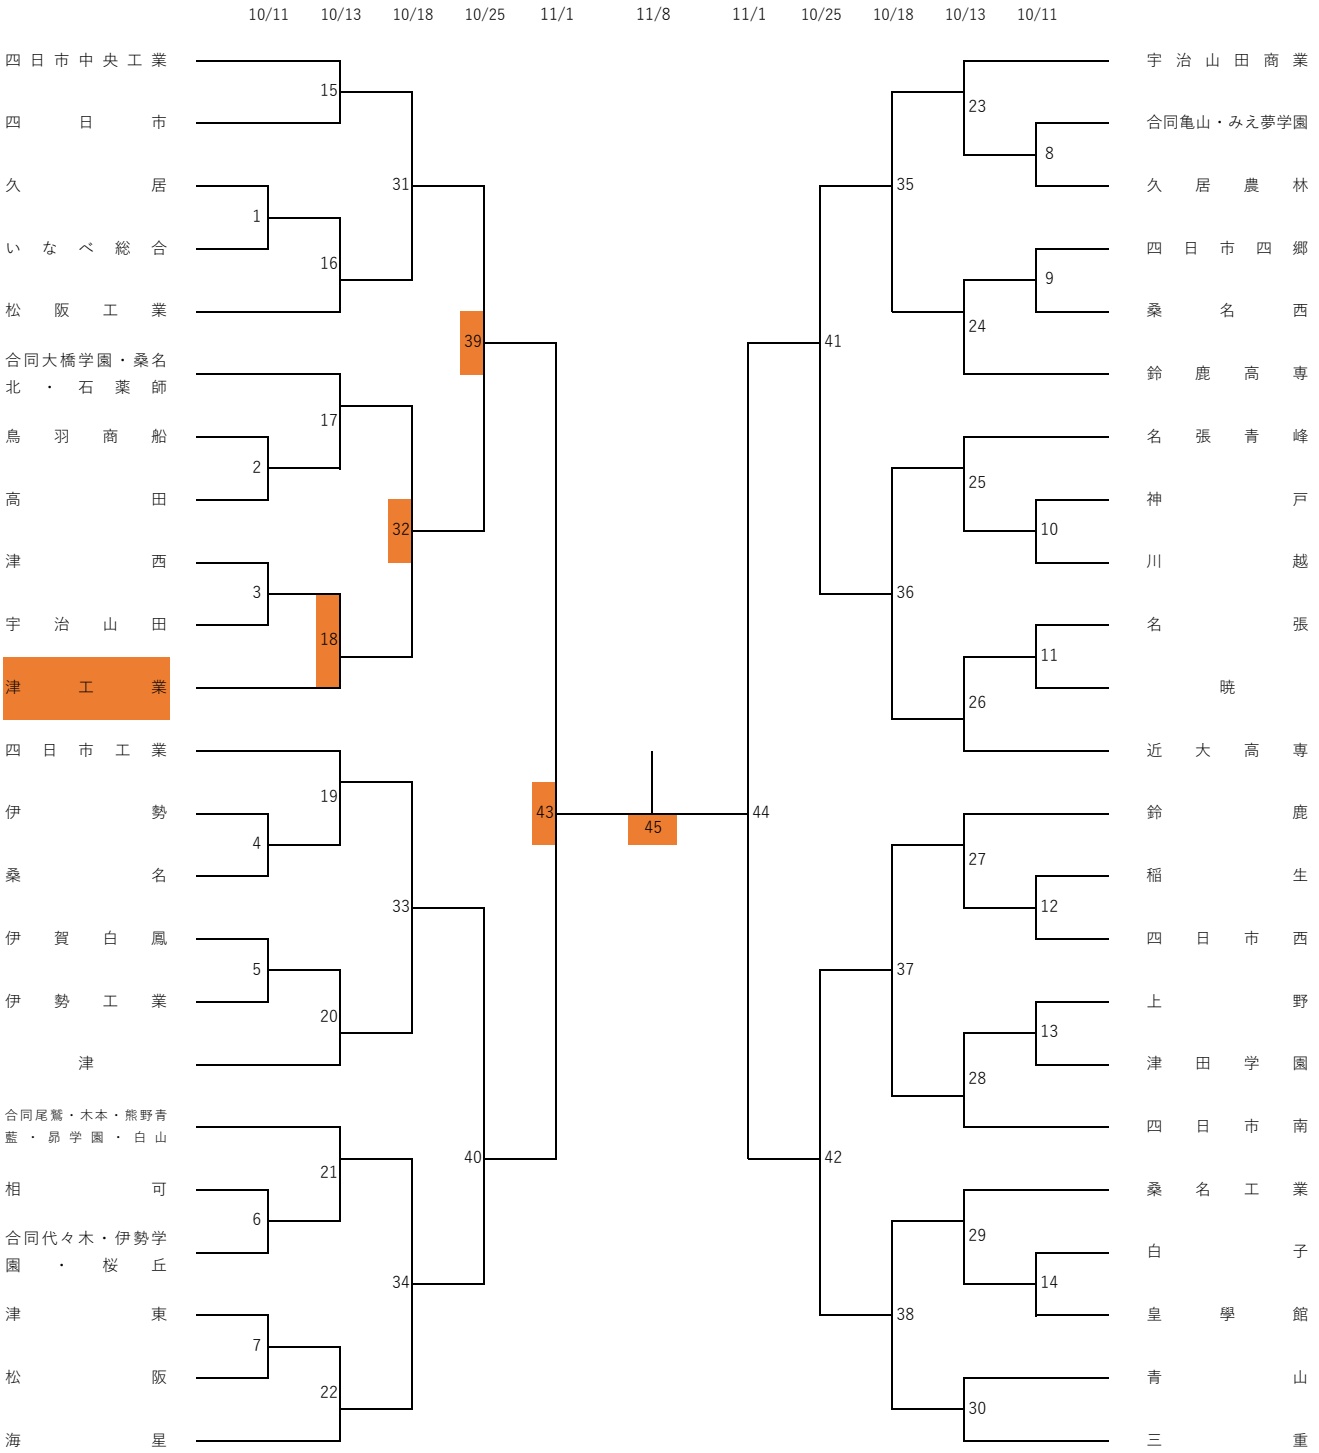 10/11 10/13 10/18 10/25 11/1 11/8 11/1 10/25 10/18 10/13 10/11
四日市中央工業
四日市
久居
いなべ総合
松阪工業
合同大橋学園・桑名
北・石薬師
鳥羽商船
高田
津西
宇治山田
津工業
四日市工業
伊勢
桑名
伊賀白鳳
伊勢工業
津
合同尾鷲・木本・熊野青
藍・昴学園・白山
相可
合同代々木・伊勢学
園・桜丘
津東
松阪
海星
1
2
3
4
5
6
7
15
16
17
18
19
20
21
22
31
32
33
34
39
40
43
45
44
41
42
35
36
37
38
23
24
25
26
27
28
29
30
8
9
10
11
12
13
14
宇治山田商業
合同亀山・みえ夢学園
久居農林
四日市四郷
桑名西
鈴鹿高専
名張青峰
神戸
川越
名張
暁
近大高専
鈴鹿
稲生
四日市西
上野
津田学園
四日市南
桑名工業
白子
皇學館
青山
三重